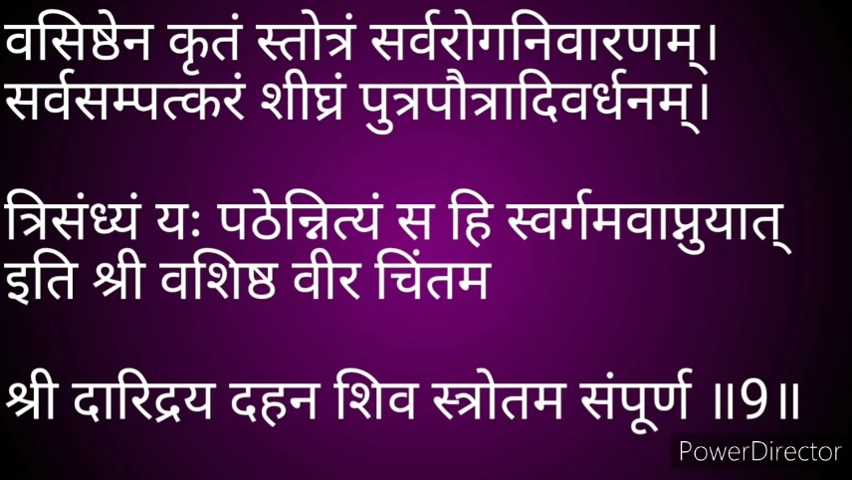 वसिष्ठेन कृतं स्तोत्रं सर्वरोगनिवारणम्।
सर्वसम्पत्करं शीघ्रं पुत्रपौत्रादिवर्धनम्।
त्रिसंध्यं यः पठेन्नित्यं स हि स्वर्गमवाप्नुयात्
इति श्री वशिष्ठ वीर चिंतम
श्री दारिद्रय दहन शिव स्त्रोतम संपूर्ण ॥9॥
PowerDirector